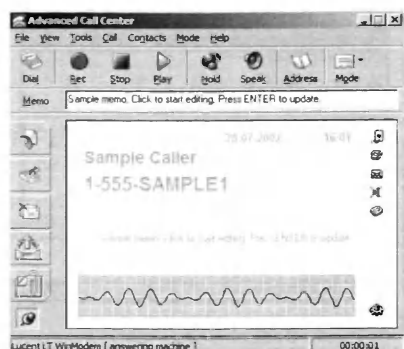 Advanced Call Center
File View Tools Call Contacts Mode Help
Dial Rec Stop Play Hold Speak Address Mode
Memo Sample memo. Click to start editing. Press ENTER to update.
16:01
Sample Caller
1-555-SAMPLE1
Lucent LT WinModem [ answering machine ] 00:00:01